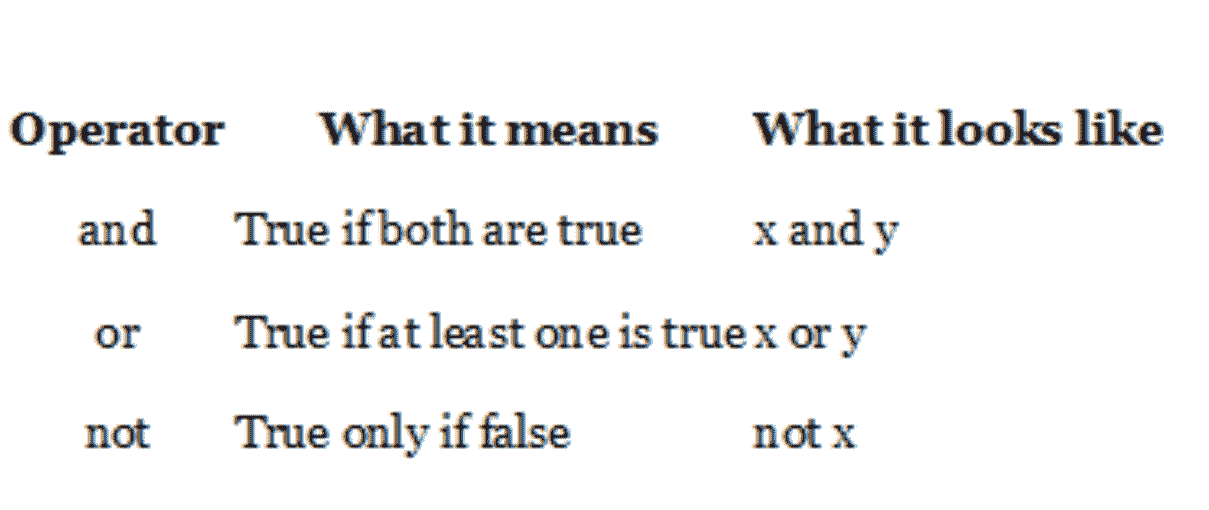 Operator What it means What it looks like
and True if both are true x and y
or True if at least one is true x or y
not True only if false not x